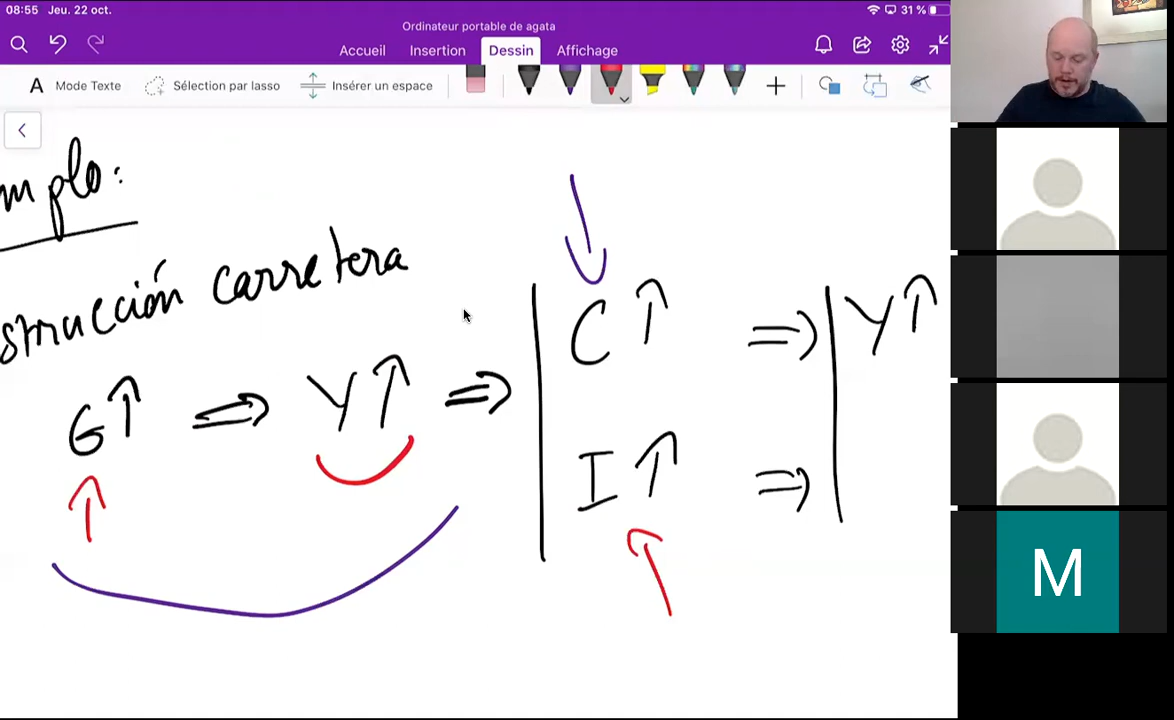 08:55 Jeu. 22 oct.
31 %
Ordinateur portable de agata
Accueil Insertion Dessin Affichage
A Mode Texte Sélection par lasso Insérer un espace
mplo:
strucción carretera
C↑ ⇒ Y↑
G↑ ⇒ Y↑ ⇒
I↑ ⇒
M